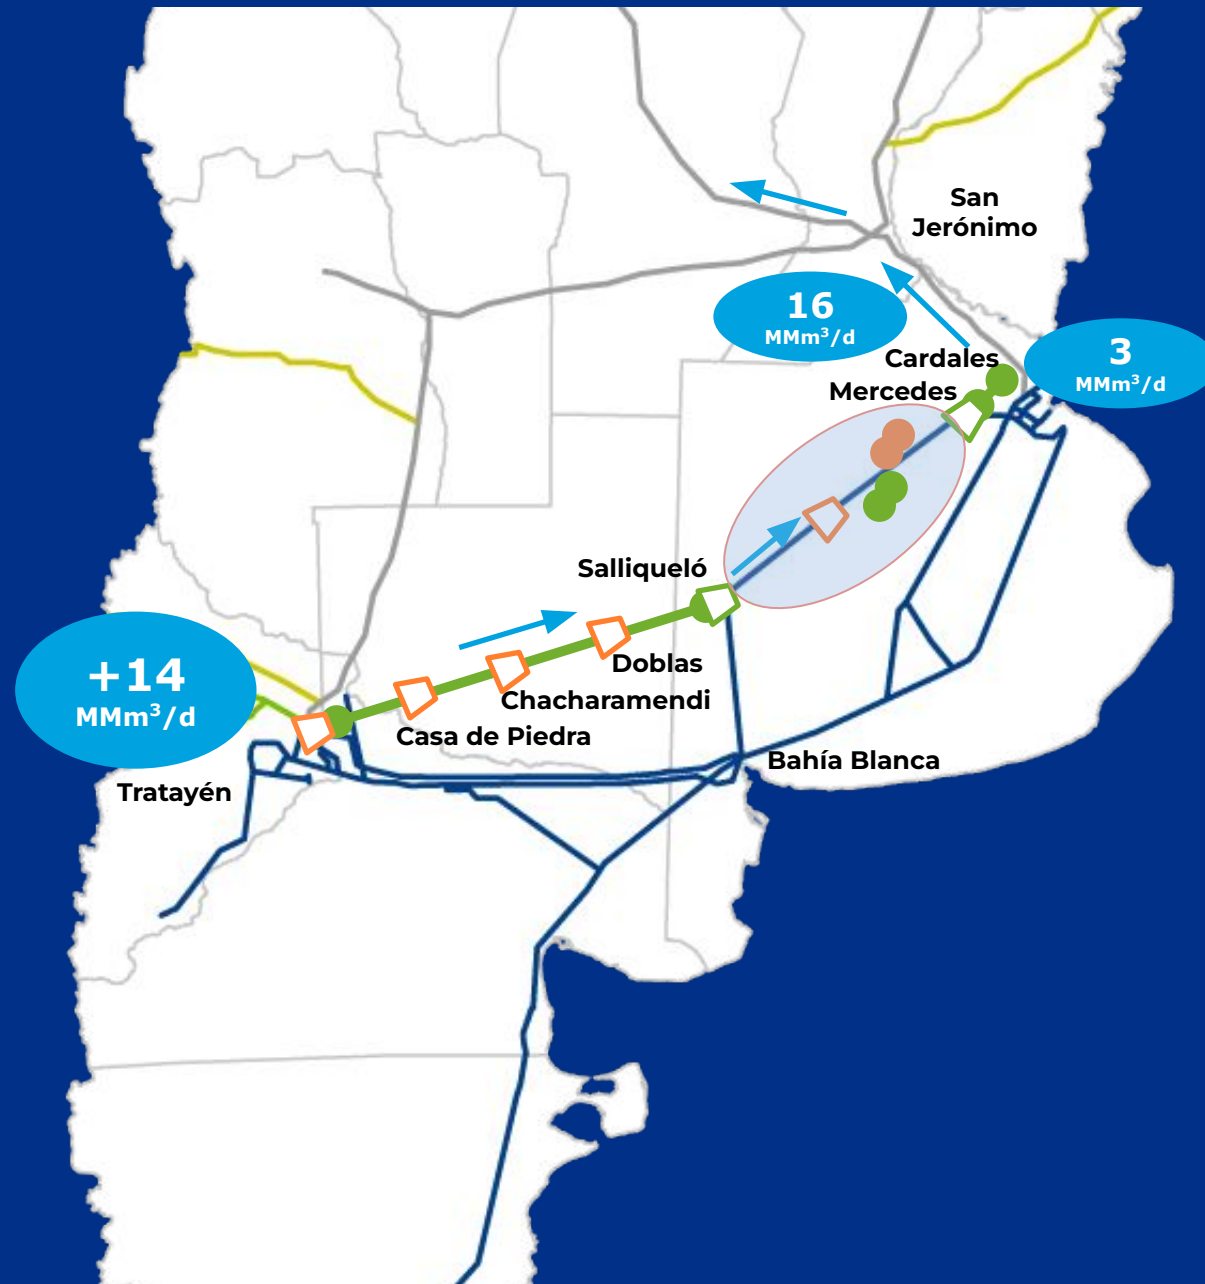 San
Jerónimo
16
MMm³/d
3
MMm³/d
Cardales
Mercedes
Salliqueló
+14
MMm³/d
Doblas
Chacharamendi
Casa de Piedra
Bahía Blanca
Tratayén